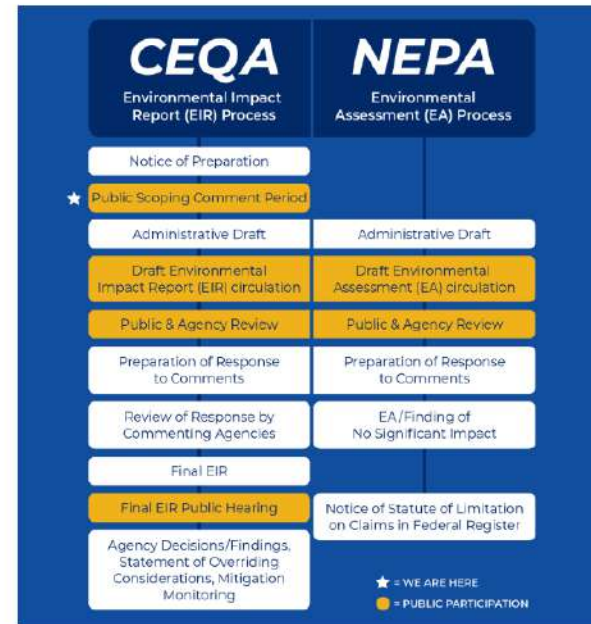 CEQA
Environmental Impact
Report (EIR) Process
NEPA
Environmental
Assessment (EA) Process
Notice of Preparation
Public Scoping Comment Period
Administrative Draft
Administrative Draft
Draft Environmental
Impact Report (EIR) circulation
Draft Environmental
Assessment (EA) circulation
Public & Agency Review
Public & Agency Review
Preparation of Response
to Comments
Preparation of Response
to Comments
Review of Response by
Commenting Agencies
EA/Finding of
No Significant Impact
Final EIR
Final EIR Public Hearing
Notice of Statute of Limitation
on Claims in Federal Register
Agency Decisions/Findings,
Statement of Overriding
Considerations, Mitigation
Monitoring
= WE ARE HERE
= PUBLIC PARTICIPATION